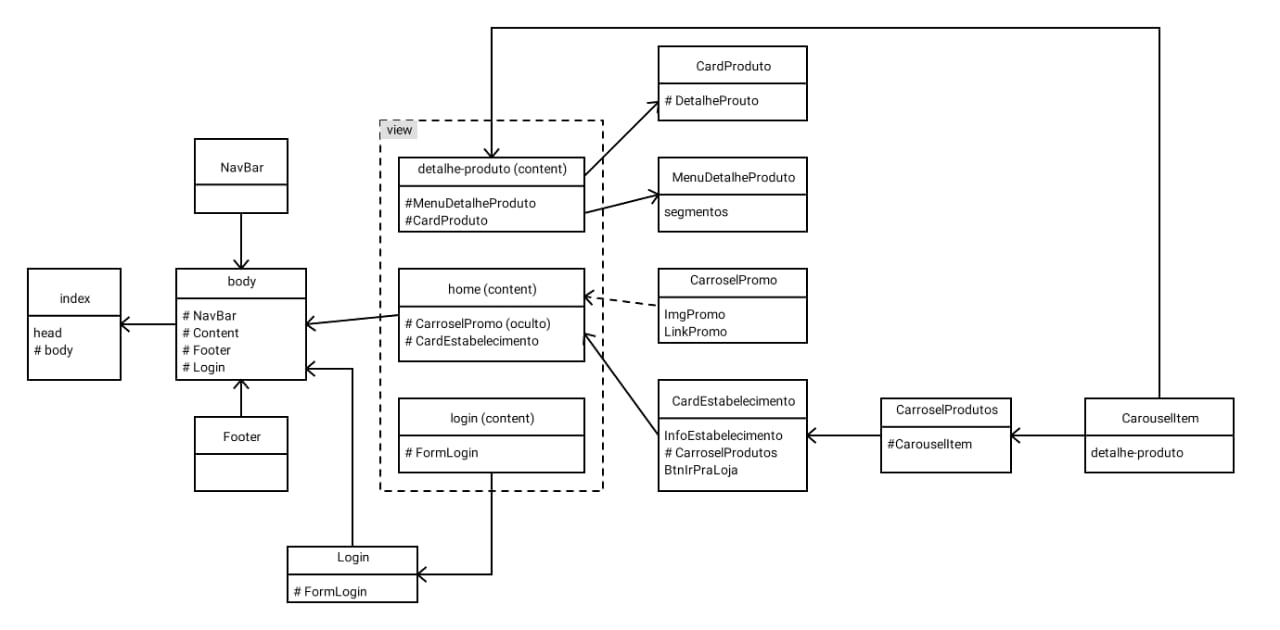 CardProduto
# DetalheProuto
view
NavBar
detalhe-produto (content)
#MenuDetalheProduto
#CardProduto
MenuDetalheProduto
segmentos
index
head
# body
body
# NavBar
# Content
# Footer
# Login
home (content)
# CarroselPromo (oculto)
# CardEstabelecimento
CarroselPromo
ImgPromo
LinkPromo
Footer
login (content)
# FormLogin
CardEstabelecimento
InfoEstabelecimento
# CarroselProdutos
BtnIrPraLoja
CarroselProdutos
#CarouselItem
CarouselItem
detalhe-produto
Login
# FormLogin